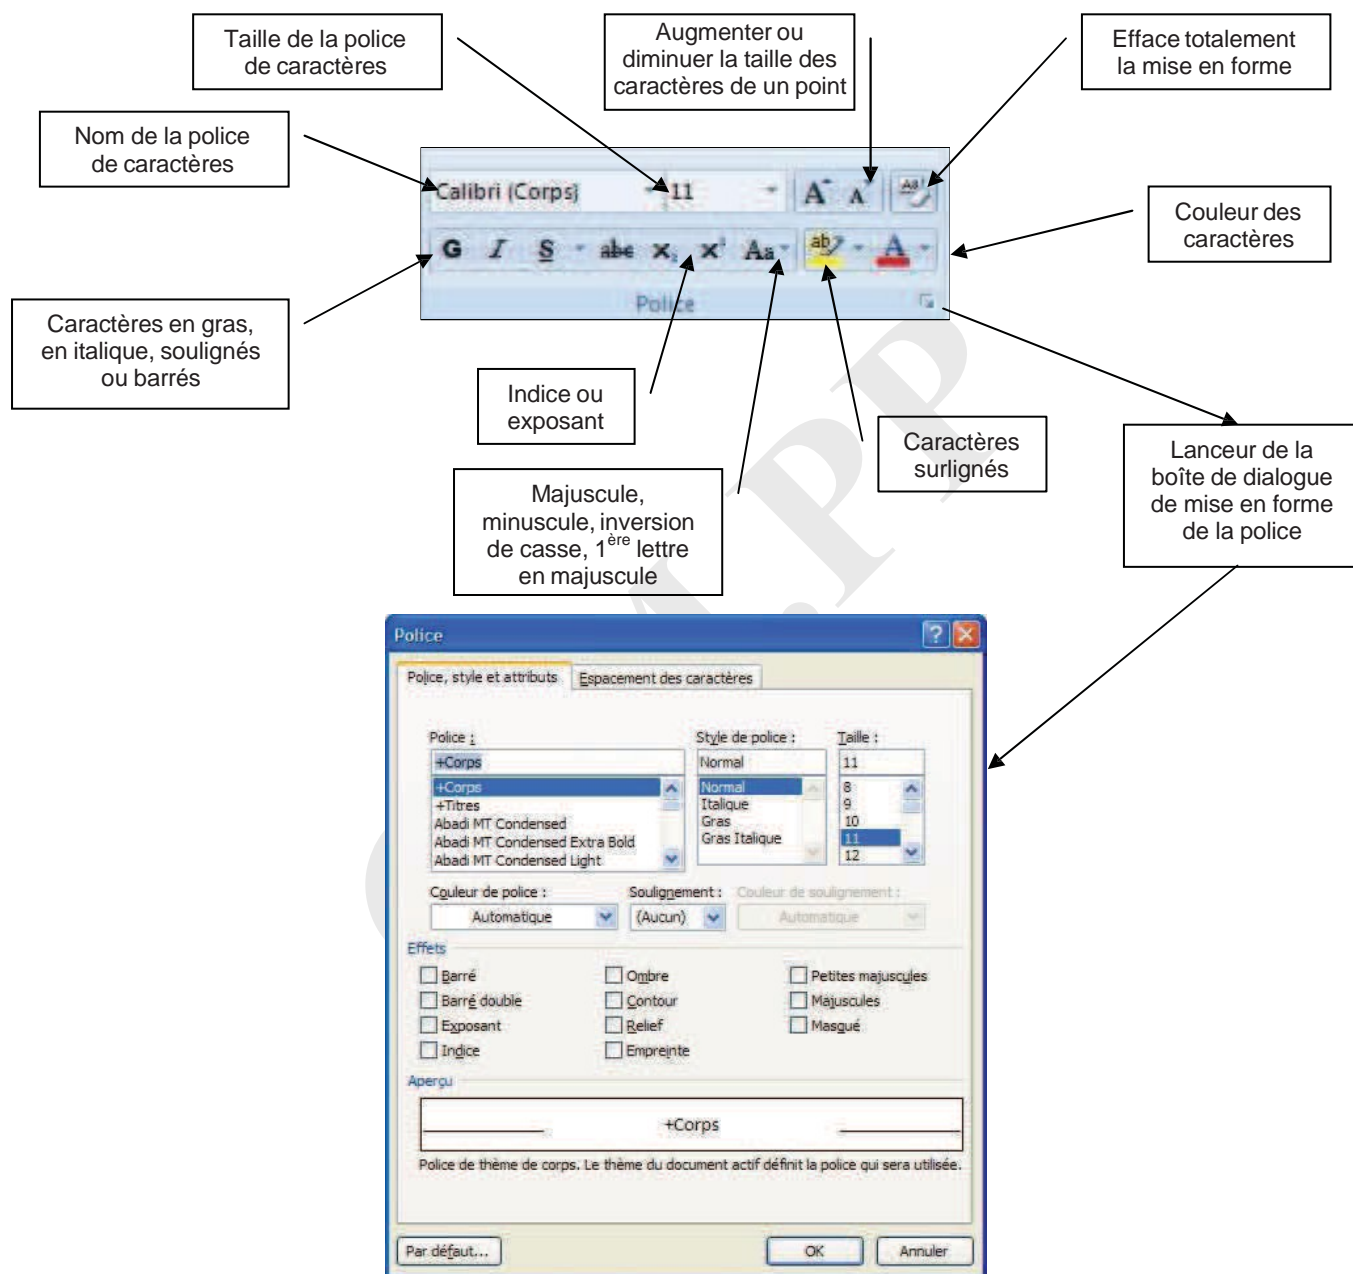 Taille de la police
de caractères
Augmenter ou
diminuer la taille des
caractères de un point
Efface totalement
la mise en forme
Nom de la police
de caractères
Calibri (Corps)
11
A A Aa
Couleur des
caractères
G I S abc x₂ x² Aa ab A
Police
Caractères en gras,
en italique, soulignés
ou barrés
Indice ou
exposant
Caractères
surlignés
Lanceur de la
boîte de dialogue
de mise en forme
de la police
Majuscule,
minuscule, inversion
de casse, 1ère lettre
en majuscule
Police
Police, style et attributs
Espacement des caractères
Police :
Style de police :
Taille :
+Corps
Normal
11
+Corps
+Titres
Abadi MT Condensed
Abadi MT Condensed Extra Bold
Abadi MT Condensed Light
Normal
Italique
Gras
Gras Italique
8
9
10
11
12
Couleur de police :
Soulignement :
Couleur de soulignement :
Automatique
(Aucun)
Automatique
Effets
Barré
Barré double
Exposant
Indice
Ombre
Contour
Relief
Empreinte
Petites majuscules
Majuscules
Masqué
Aperçu
+Corps
Police de thème de corps. Le thème du document actif définit la police qui sera utilisée.
Par défaut...
OK
Annuler